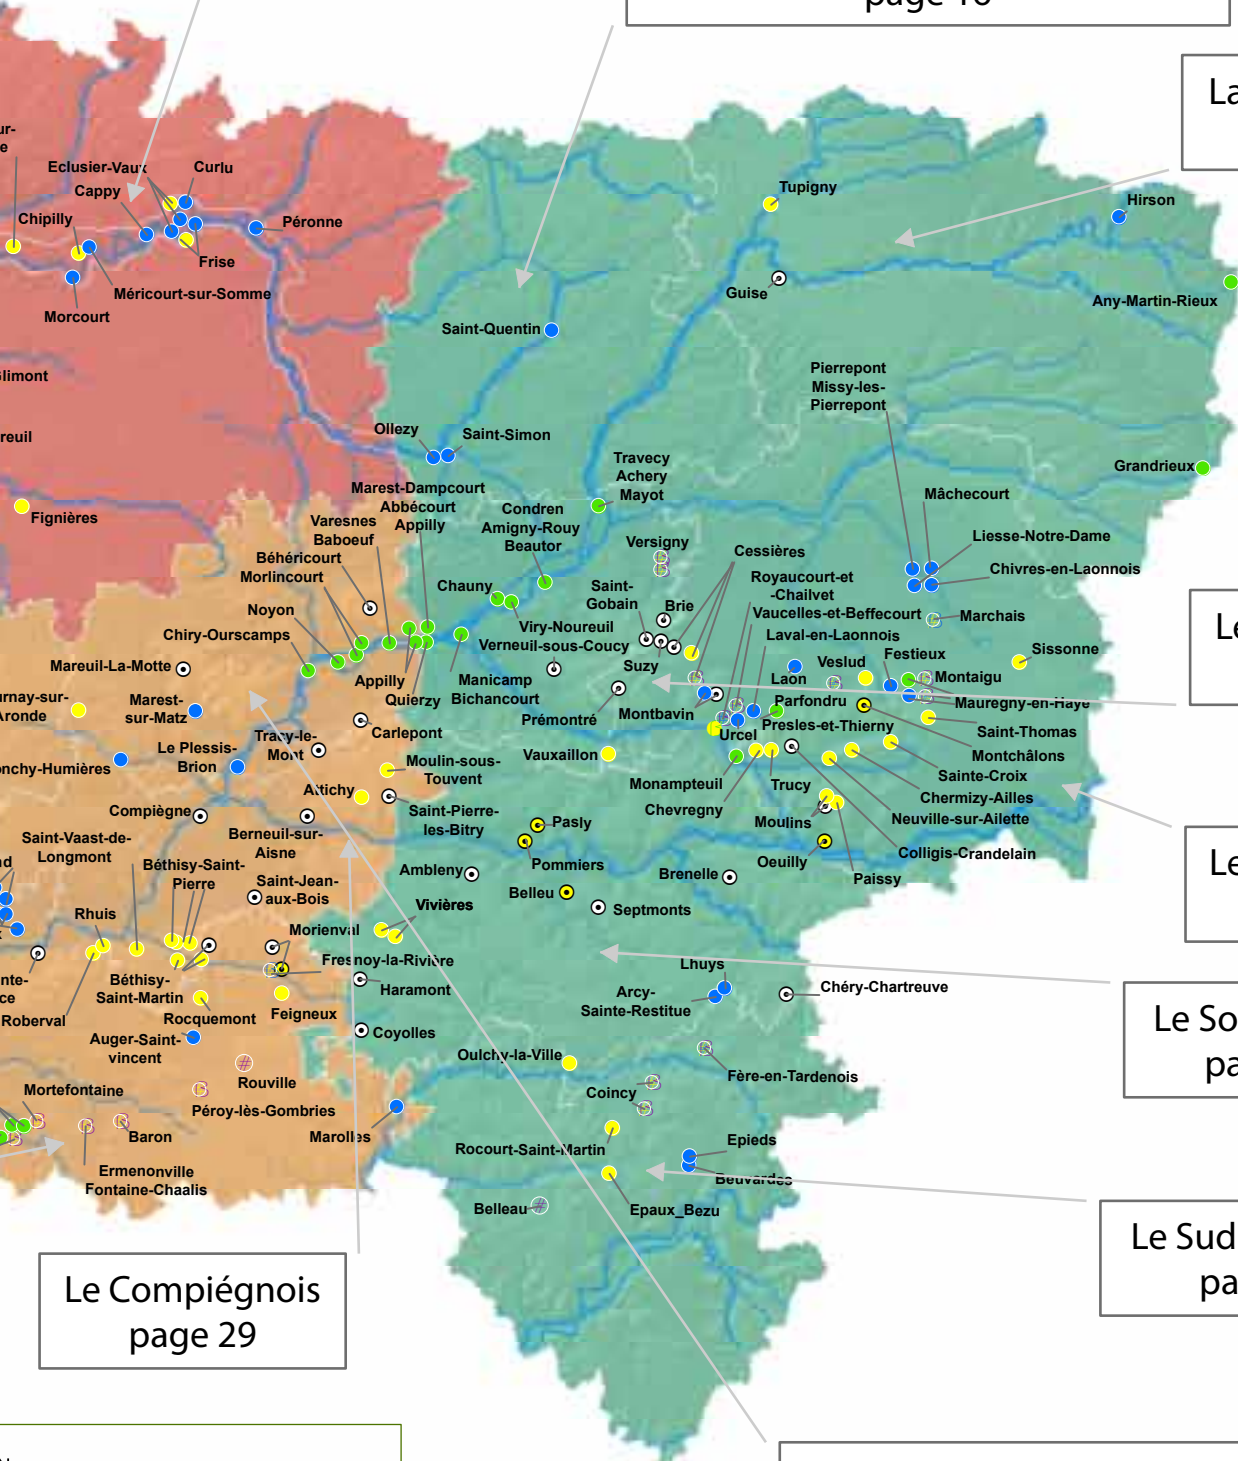 page 16
La
Tupigny
Hirson
Eclusier-Vaux
Curlu
Cappy
Chipilly
Péronne
Frise
Méricourt-sur-Somme
Morcourt
Guise
Any-Martin-Rieux
Saint-Quentin
Pierrepont
Missy-les-
Pierrepont
Ollezy
Saint-Simon
Travecy
Achery
Mayot
Grandrieux
Fignières
Marest-Dampcourt
Abbécourt
Appilly
Varesnes
Baboeuf
Condren
Amigny-Rouy
Beautor
Mâchecourt
Liesse-Notre-Dame
Chivres-en-Laonnois
Versigny
Cessières
Béhéricourt
Morlincourt
Chauny
Saint-
Gobain
Brie
Royaucourt-et
-Chailvet
Vaucelles-et-Beffecourt
Marchais
Noyon
Chiry-Ourscamps
Viry-Noureuil
Verneuil-sous-Coucy
Laval-en-Laonnois
Le
Mareuil-La-Motte
Suzy
Laon
Veslud
Festieux
Sissonne
Montaigu
Appilly
Quierzy
Manicamp
Bichancourt
Prémontré
Montbavin
Parfondru
Mauregny-en-Haye
urnay-sur-
Aronde
Marest-
sur-Matz
Carlepont
Urcel
Presles-et-Thierny
Saint-Thomas
Montchâlons
Tracy-le-
Mont
Le Plessis-
Brion
Moulin-sous-
Touvent
Vauxaillon
Sainte-Croix
onchy-Humières
Attichy
Monampteuil
Trucy
Chermizy-Ailles
Compiègne
Saint-Pierre-
les-Bitry
Chevregny
Moulins
Neuville-sur-Ailette
Berneuil-sur-
Aisne
Pasly
Pommiers
Oeuilly
Colligis-Crandelain
Le
Saint-Vaast-de-
Longmont
Béthisy-Saint-
Pierre
Saint-Jean-
aux-Bois
Ambleny
Belleu
Brenelle
Paissy
Septmonts
Rhuis
Vivières
Morienval
Fresnoy-la-Rivière
Lhuys
Chéry-Chartreuve
Béthisy-
Saint-Martin
Haramont
Arcy-
Sainte-Restitue
Roberval
Rocquemont
Feigneux
Le So
pa
Auger-Saint-
vincent
Coyolles
Oulchy-la-Ville
Fère-en-Tardenois
Rouville
Mortefontaine
Péroy-lès-Gombries
Coincy
Baron
Marolles
Rocourt-Saint-Martin
Epieds
Ermenonville
Fontaine-Chaalis
Beuvardes
Belleau
Epaux_Bezu
Le Sud
pa
Le Compiégnois
page 29